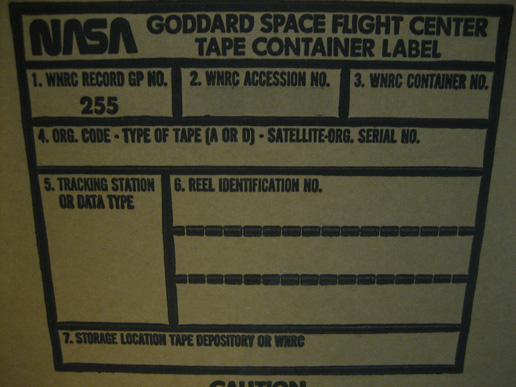 NASA GODDARD SPACE FLIGHT CENTER
TAPE CONTAINER LABEL
1. WNRC RECORD GP NO.
255
2. WNRC ACCESSION NO.
3. WNRC CONTAINER NO.
4. ORG. CODE - TYPE OF TAPE (A OR D) - SATELLITE-ORG. SERIAL NO.
5. TRACKING STATION
OR DATA TYPE
6. REEL IDENTIFICATION NO.
7. STORAGE LOCATION TAPE DEPOSITORY OR WNRC
CAUTION